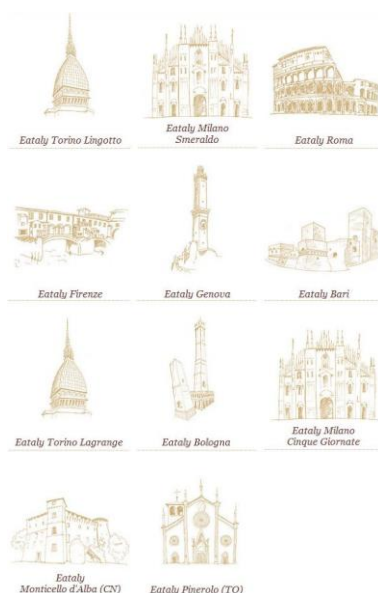 Eataly Torino Lingotto
Eataly Milano
Smeraldo
Eataly Roma
Eataly Firenze
Eataly Genova
Eataly Bari
Eataly Torino Lagrange
Eataly Bologna
Eataly Milano
Cinque Giornate
Eataly
Monticello d'Alba (CN)
Eataly Pinerolo (TO)